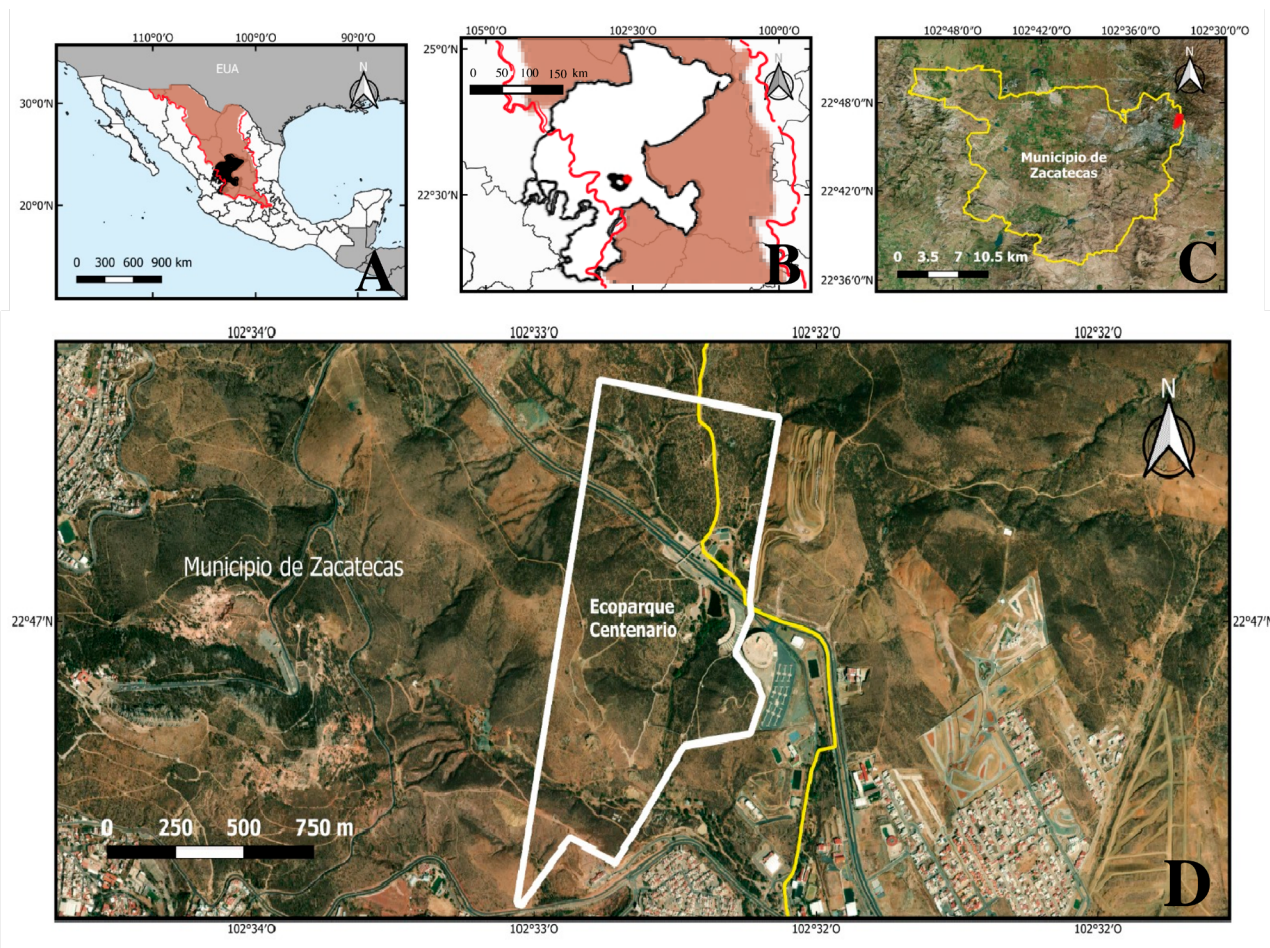 110°0'O 100°0'O 90°0'O
EUA
N
30°0'N
20°0'N
0 300 600 900 km
A
105°0'O 102°3,0'O 100°0'O
25°0'N
0 50 100 150 km
N
22°3,0'N
B
102°48'0"O 102°42'0"O 102°36'0"O 102°30'0"O
N
22°48'0"N
Municipio de
Zacatecas
22°42'0"N
0 3.5 7 10.5 km
22°36'0"N
C
102°34'O 102°33'O 102°32'O 102°32'O
N
Municipio de Zacatecas
Ecoparque
Centenario
22°47'N 22°47'N
0 250 500 750 m
D
102°34'O 102°33'O 102°32'O 102°32'O